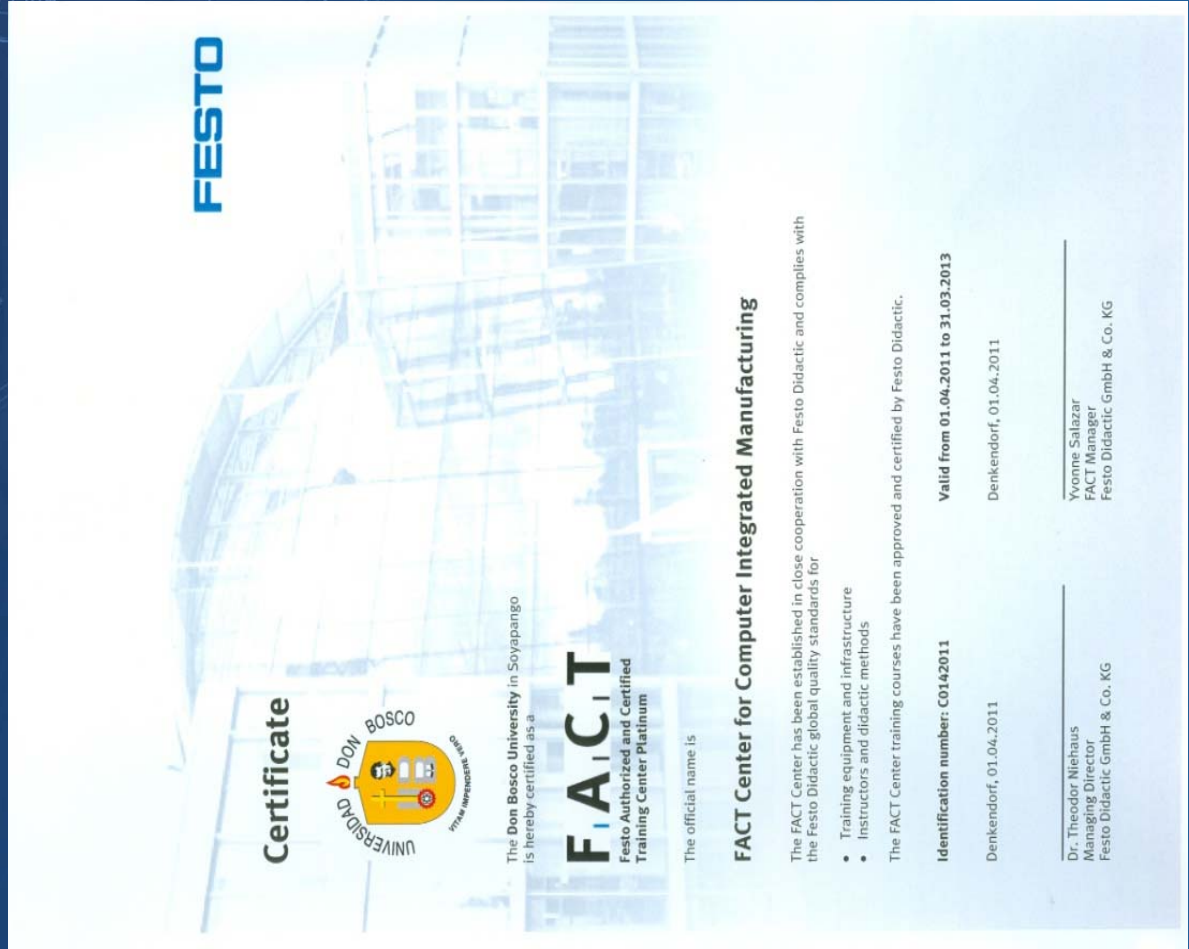 FESTO
Certificate
UNIVERSIDAD DON BOSCO
VITAM IMPENDERE VERO
The Don Bosco University in Soyapango
is hereby certified as a
F A C T
Festo Authorized and Certified
Training Center Platinum
The official name is
FACT Center for Computer Integrated Manufacturing
The FACT Center has been established in close cooperation with Festo Didactic and complies with
the Festo Didactic global quality standards for
• Training equipment and infrastructure
• Instructors and didactic methods
The FACT Center training courses have been approved and certified by Festo Didactic.
Identification number: C0142011 Valid from 01.04.2011 to 31.03.2013
Denkendorf, 01.04.2011 Denkendorf, 01.04.2011
Dr. Theodor Niehaus Yvonne Salazar
Managing Director FACT Manager
Festo Didactic GmbH & Co. KG Festo Didactic GmbH & Co. KG